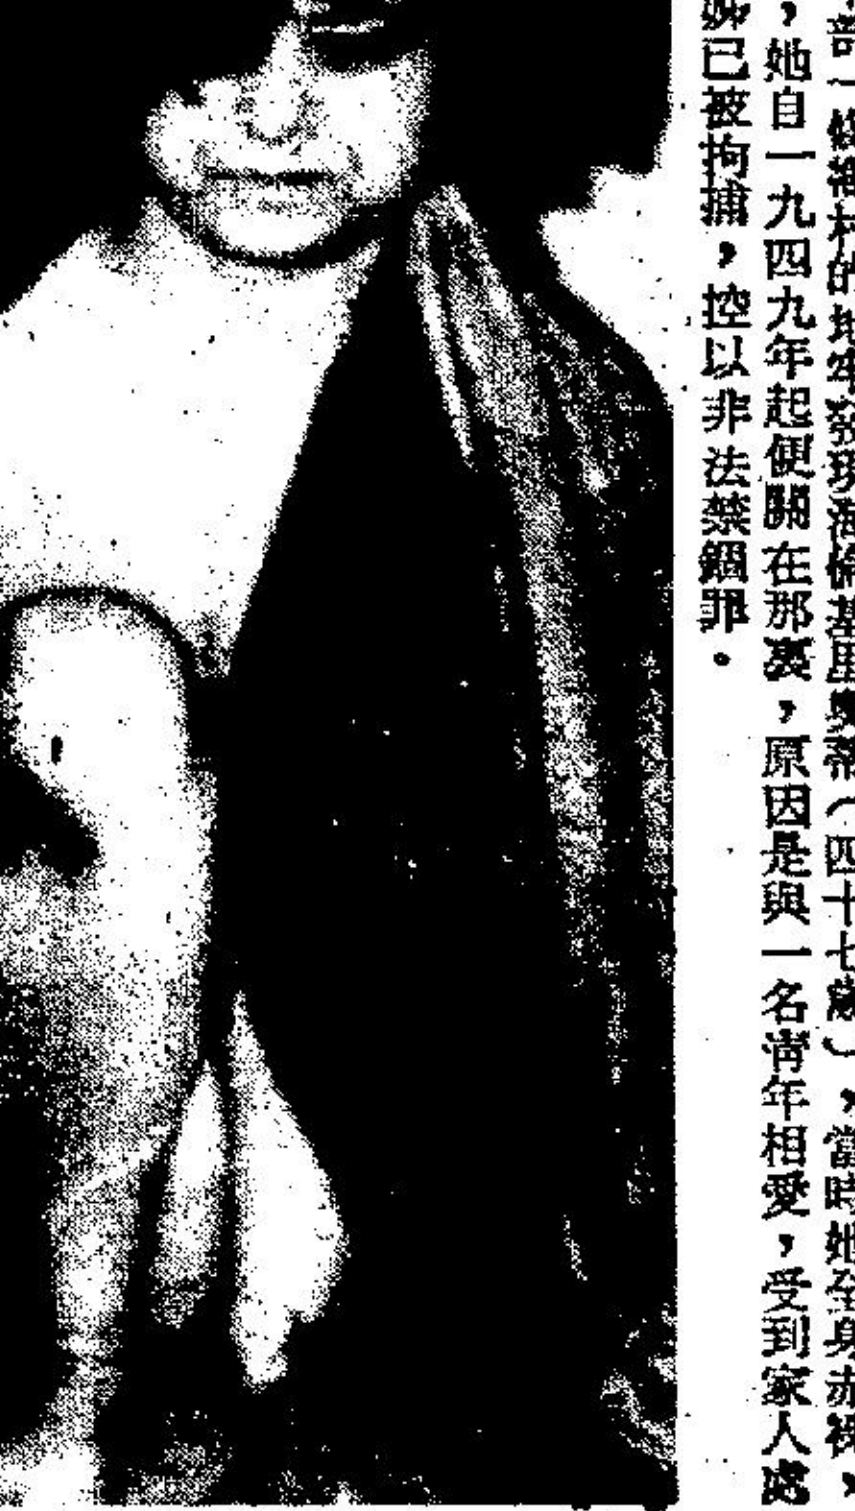 部一條村的地牢發現海倫基里奧蒂（四十七歲），當時她全身赤裸，
，她自一九四九年起便關在那裏，原因是與一名青年相愛，受到家人處
姊已被拘捕，控以非法禁錮罪。